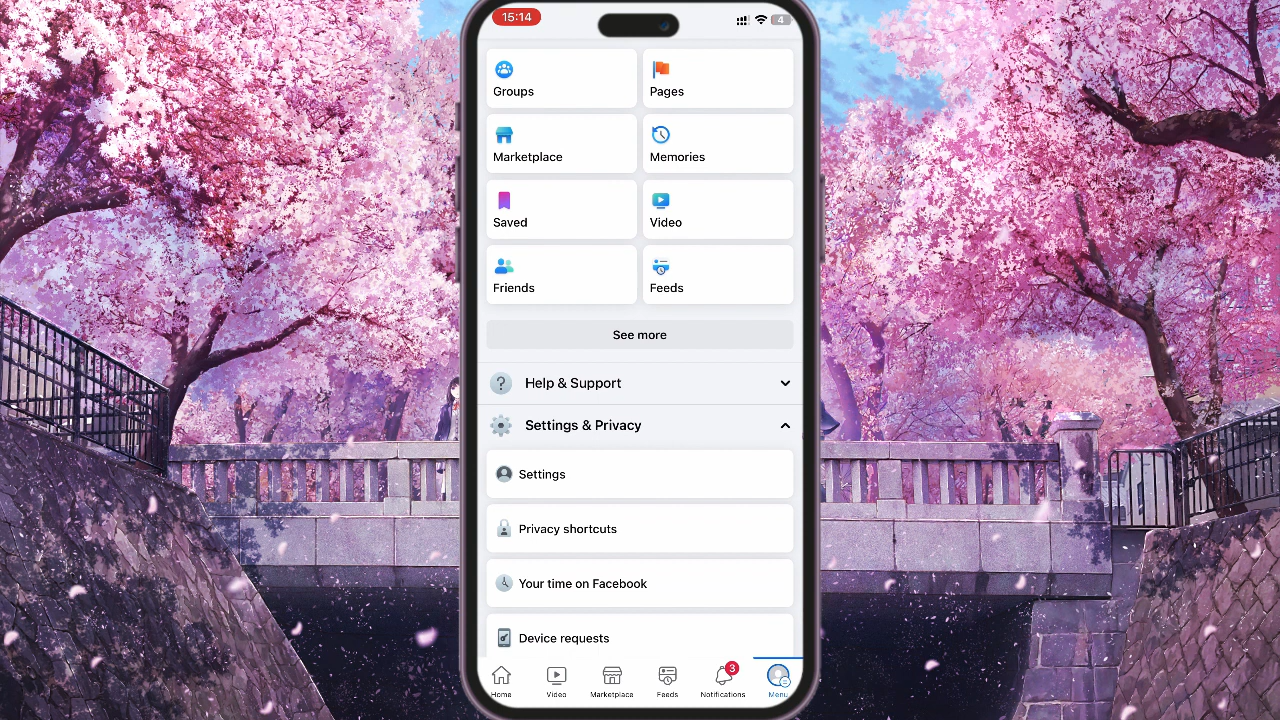 15:14
4
Groups
Pages
Marketplace
Memories
Saved
Video
Friends
Feeds
See more
Help & Support
Settings & Privacy
Settings
Privacy shortcuts
Your time on Facebook
Device requests
3
Home
Video
Marketplace
Feeds
Notifications
Menu